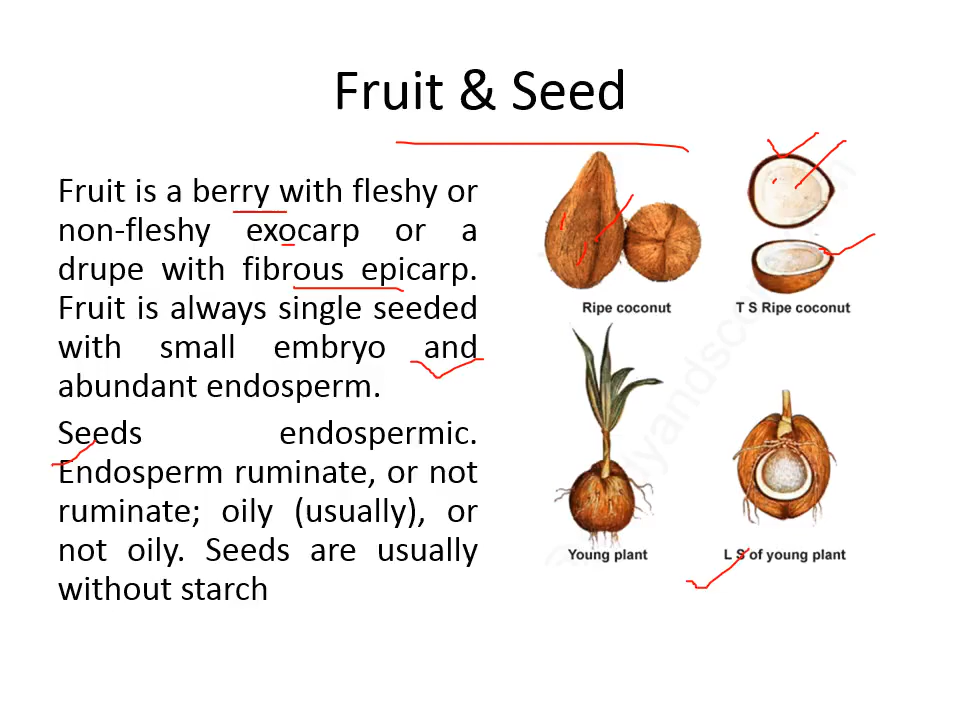 Fruit & Seed
Fruit is a berry with fleshy or
non-fleshy exocarp or a
drupe with fibrous epicarp.
Fruit is always single seeded
with small embryo and
abundant endosperm.
Seeds endospermic.
Endosperm ruminate, or not
ruminate; oily (usually), or
not oily. Seeds are usually
without starch
Ripe coconut
T S Ripe coconut
Young plant
L S of young plant